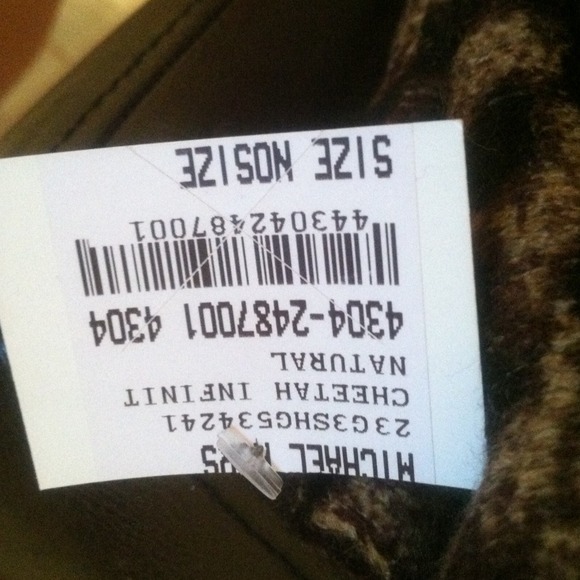 MICHAEL
23G3SHG534241
CHEETAH INFINIT
NATURAL
4304-2487001 4304
443042487001
SIZE NOSIZE